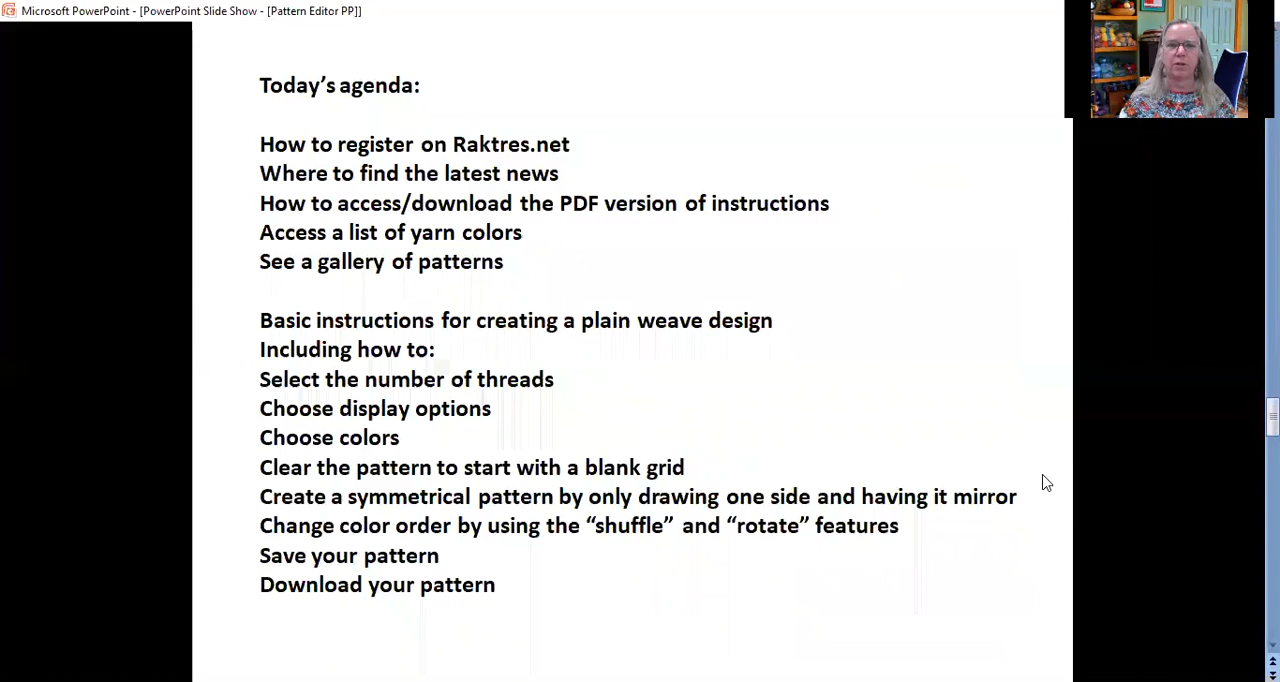 Microsoft PowerPoint - [PowerPoint Slide Show - [Pattern Editor PP]]
Today's agenda:
How to register on Raktres.net
Where to find the latest news
How to access/download the PDF version of instructions
Access a list of yarn colors
See a gallery of patterns
Basic instructions for creating a plain weave design
Including how to:
Select the number of threads
Choose display options
Choose colors
Clear the pattern to start with a blank grid
Create a symmetrical pattern by only drawing one side and having it mirror
Change color order by using the “shuffle” and “rotate” features
Save your pattern
Download your pattern